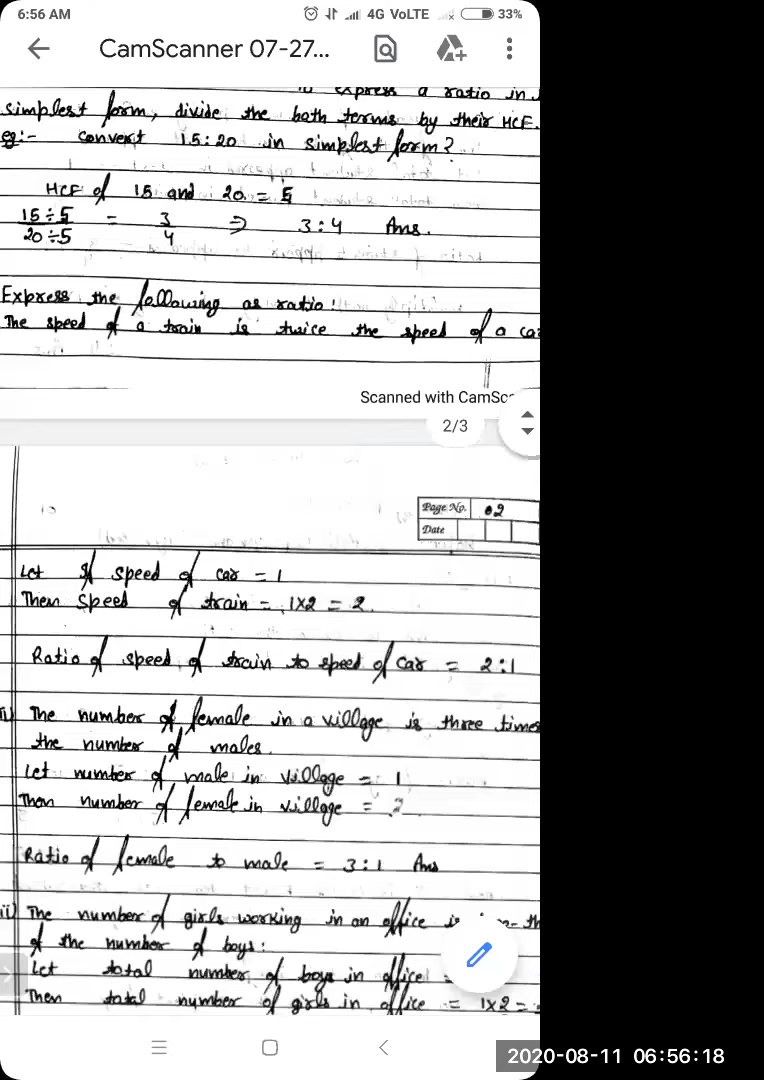 6:56 AM 4G VoLTE 33%
CamScanner 07-27...
express a ratio in
simplest form, divide the both terms by their HCF.
eg:- convert 15:20 in simplest form?
HCF of 15 and 20 = 5
15÷5 = 3 ⇒ 3:4 Ans.
20÷5 4
Express the following as ratio:
The speed of a train is twice the speed of a car
Scanned with CamSc
2/3
Page No. 02
Date
Let speed of car = 1
Then speed of train = 1x2 = 2
Ratio of speed of train to speed of car = 2:1
The number of female in a village is three times
the number of males.
Let number of male in village = 1
Then number of female in village =
Ratio of female to male = 3:1 Ans
ii) The number of girls working in an office is
of the number of boys:
Let total number of boys in office
Then total number of girls in office = 1x2 =
2020-08-11 06:56:18